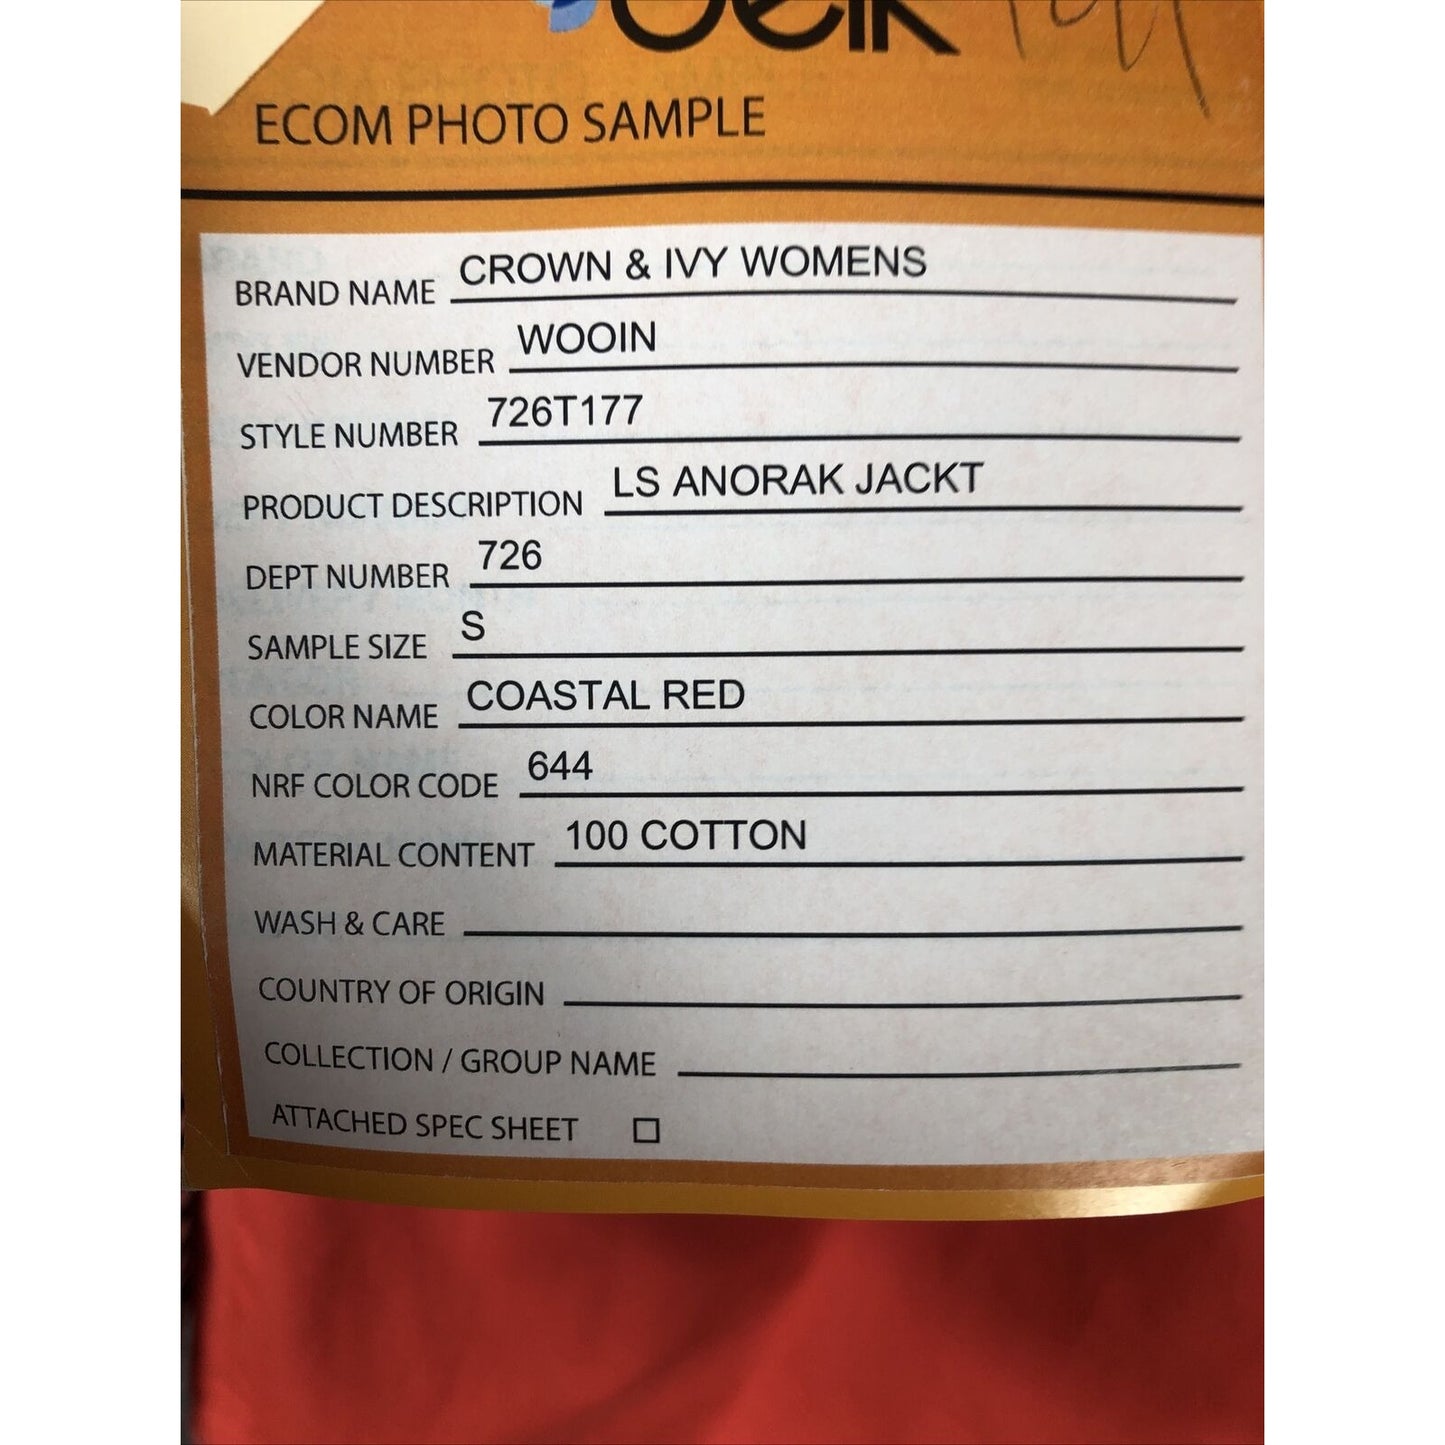 belk
ECOM PHOTO SAMPLE
BRAND NAME CROWN & IVY WOMENS
VENDOR NUMBER WOOIN
STYLE NUMBER 726T177
PRODUCT DESCRIPTION LS ANORAK JACKT
DEPT NUMBER 726
SAMPLE SIZE S
COLOR NAME COASTAL RED
NRF COLOR CODE 644
MATERIAL CONTENT 100 COTTON
WASH & CARE
COUNTRY OF ORIGIN
COLLECTION / GROUP NAME
ATTACHED SPEC SHEET